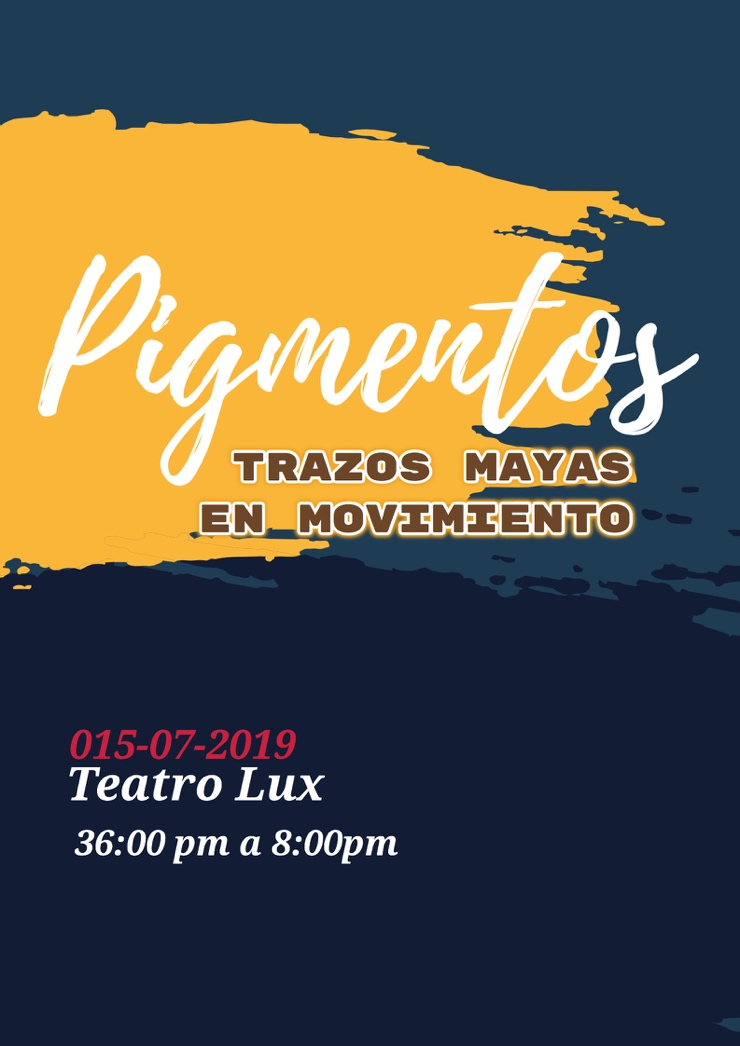 Pigmentos
TRAZOS MAYAS
EN MOVIMIENTO
015-07-2019
Teatro Lux
36:00 pm a 8:00pm